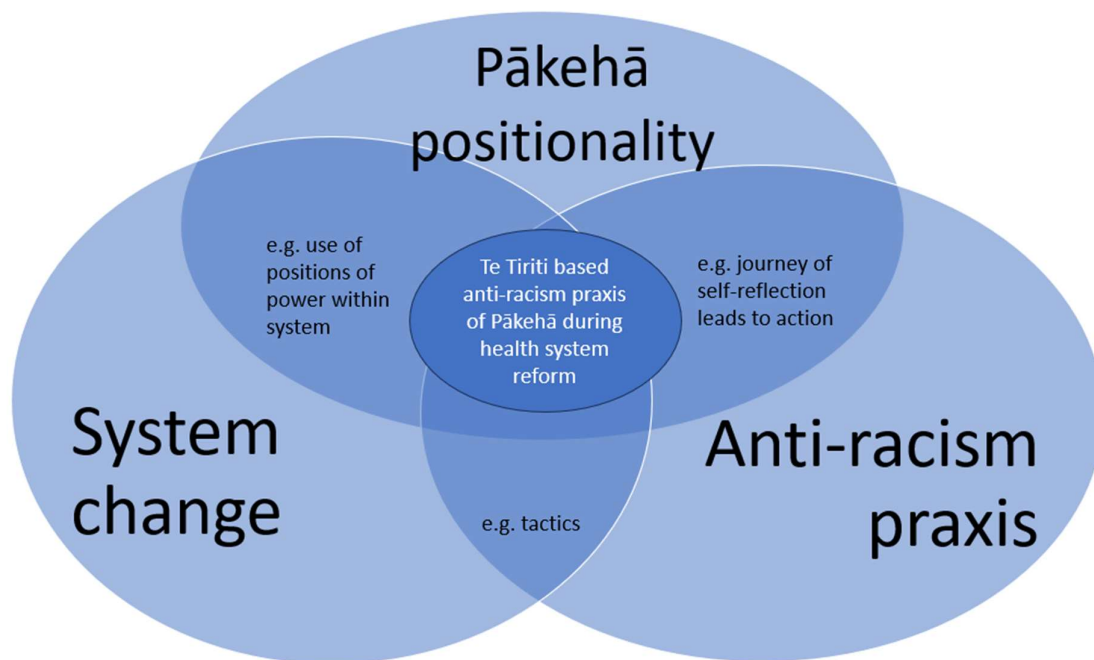 Pākehā
positionality
e.g. use of
positions of
power within
system
Te Tiriti based
anti-racism praxis
of Pākehā during
health system
reform
e.g. journey of
self-reflection
leads to action
System
change
Anti-racism
praxis
e.g. tactics